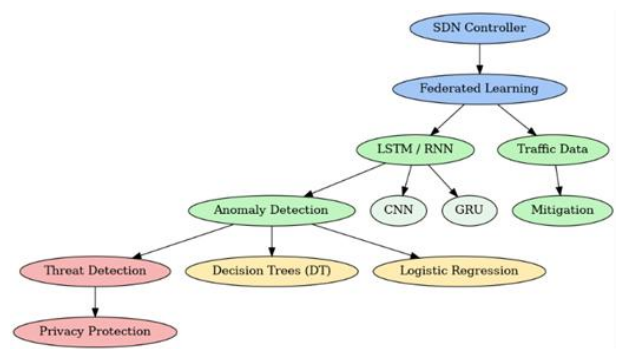 SDN Controller
Federated Learning
LSTM / RNN
Traffic Data
Anomaly Detection
CNN
GRU
Mitigation
Threat Detection
Decision Trees (DT)
Logistic Regression
Privacy Protection